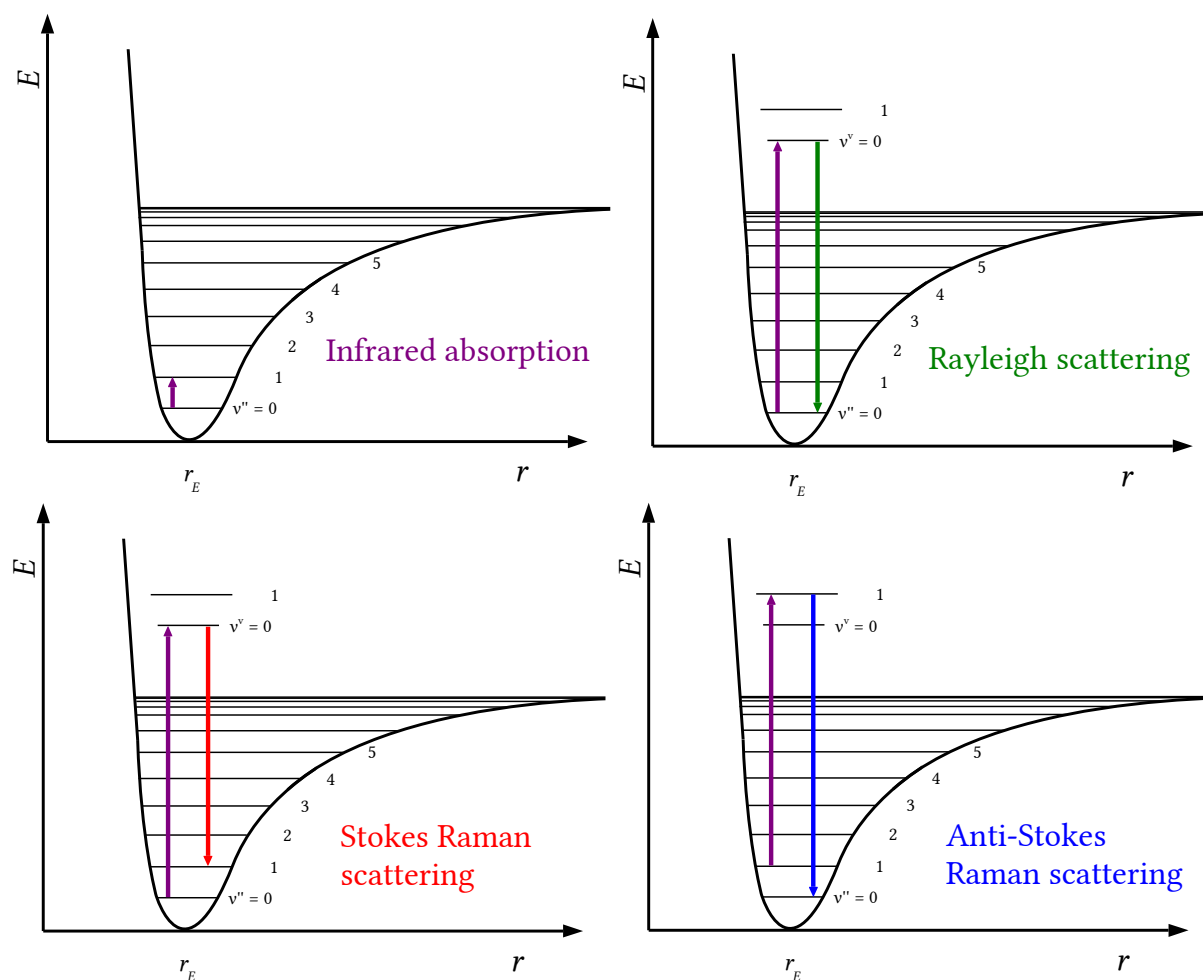 E
5
4
3
2
1
v" = 0
Infrared absorption
r_E
r
E
1
v^v = 0
5
4
3
2
1
v" = 0
Rayleigh scattering
r_E
r
E
1
v^v = 0
5
4
3
2
1
v" = 0
Stokes Raman
scattering
r_E
r
E
1
v^v = 0
5
4
3
2
1
v" = 0
Anti-Stokes
Raman scattering
r_E
r